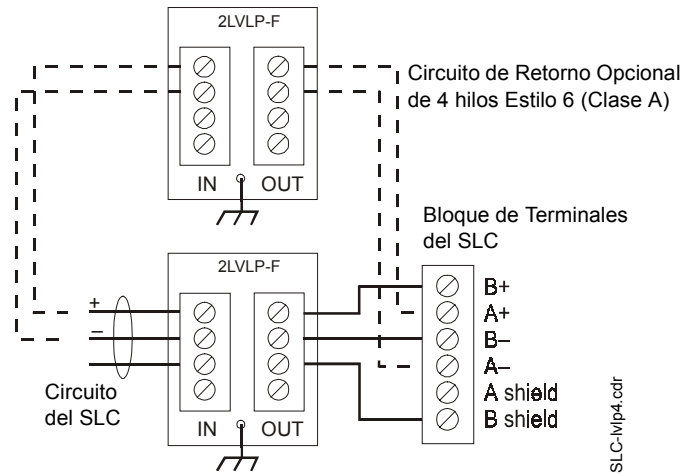 2LVLP-F
IN OUT
Circuito de Retorno Opcional
de 4 hilos Estilo 6 (Clase A)
Bloque de Terminales
del SLC
2LVLP-F
IN OUT
+
–
Circuito
del SLC
B+
A+
B–
A–
A shield
B shield
SLC-lvlp4.cdr